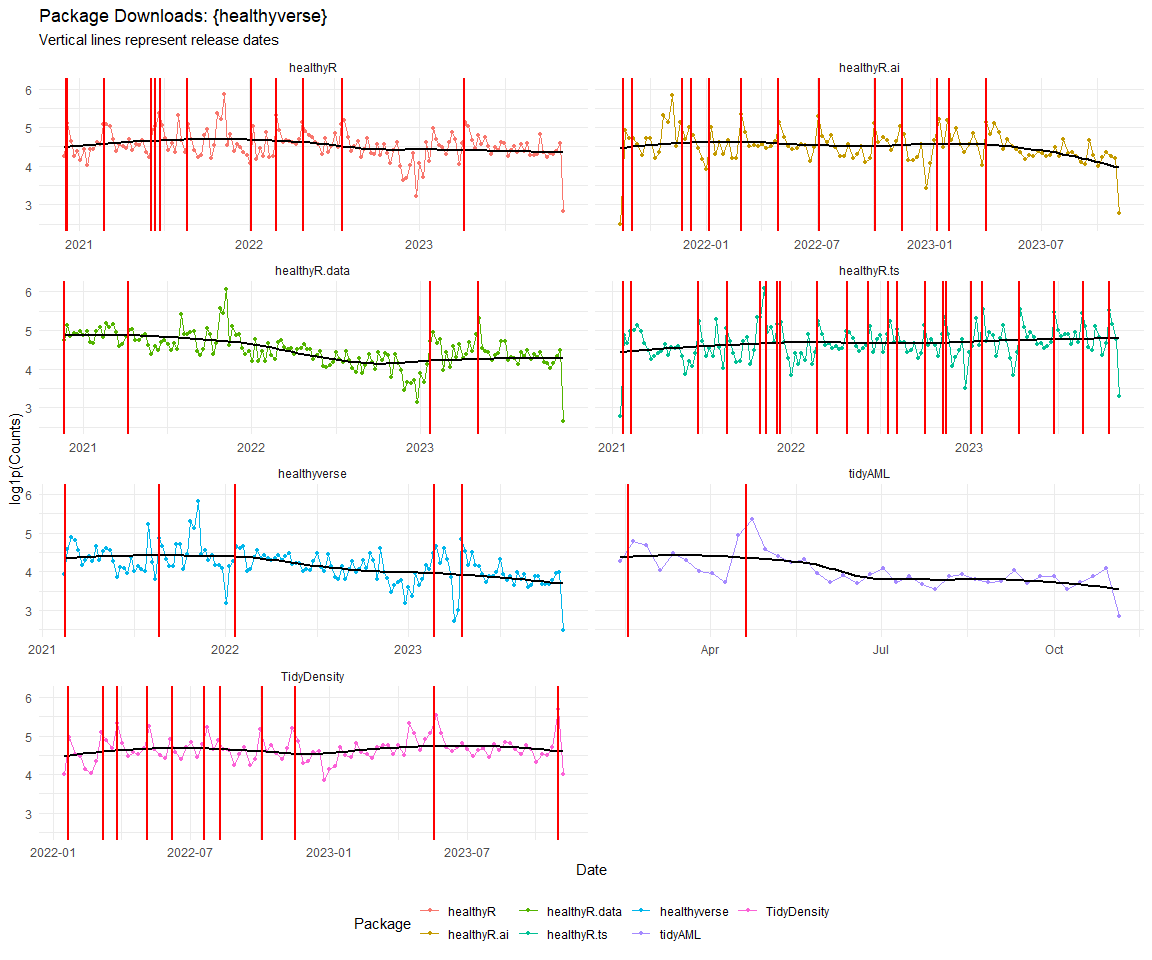 Package Downloads: {healthyverse}
Vertical lines represent release dates
healthyR
healthyR.ai
6
5
4
3
2021
2022
2023
2022-01
2022-07
2023-01
2023-07
healthyR.data
healthyR.ts
6
5
4
3
2021
2022
2023
2021
2022
2023
log1p(Counts)
healthyverse
tidyAML
6
5
4
3
2021
2022
2023
Apr
Jul
Oct
TidyDensity
6
5
4
3
2022-01
2022-07
2023-01
2023-07
Date
Package
healthyR
healthyR.data
healthyverse
TidyDensity
healthyR.ai
healthyR.ts
tidyAML